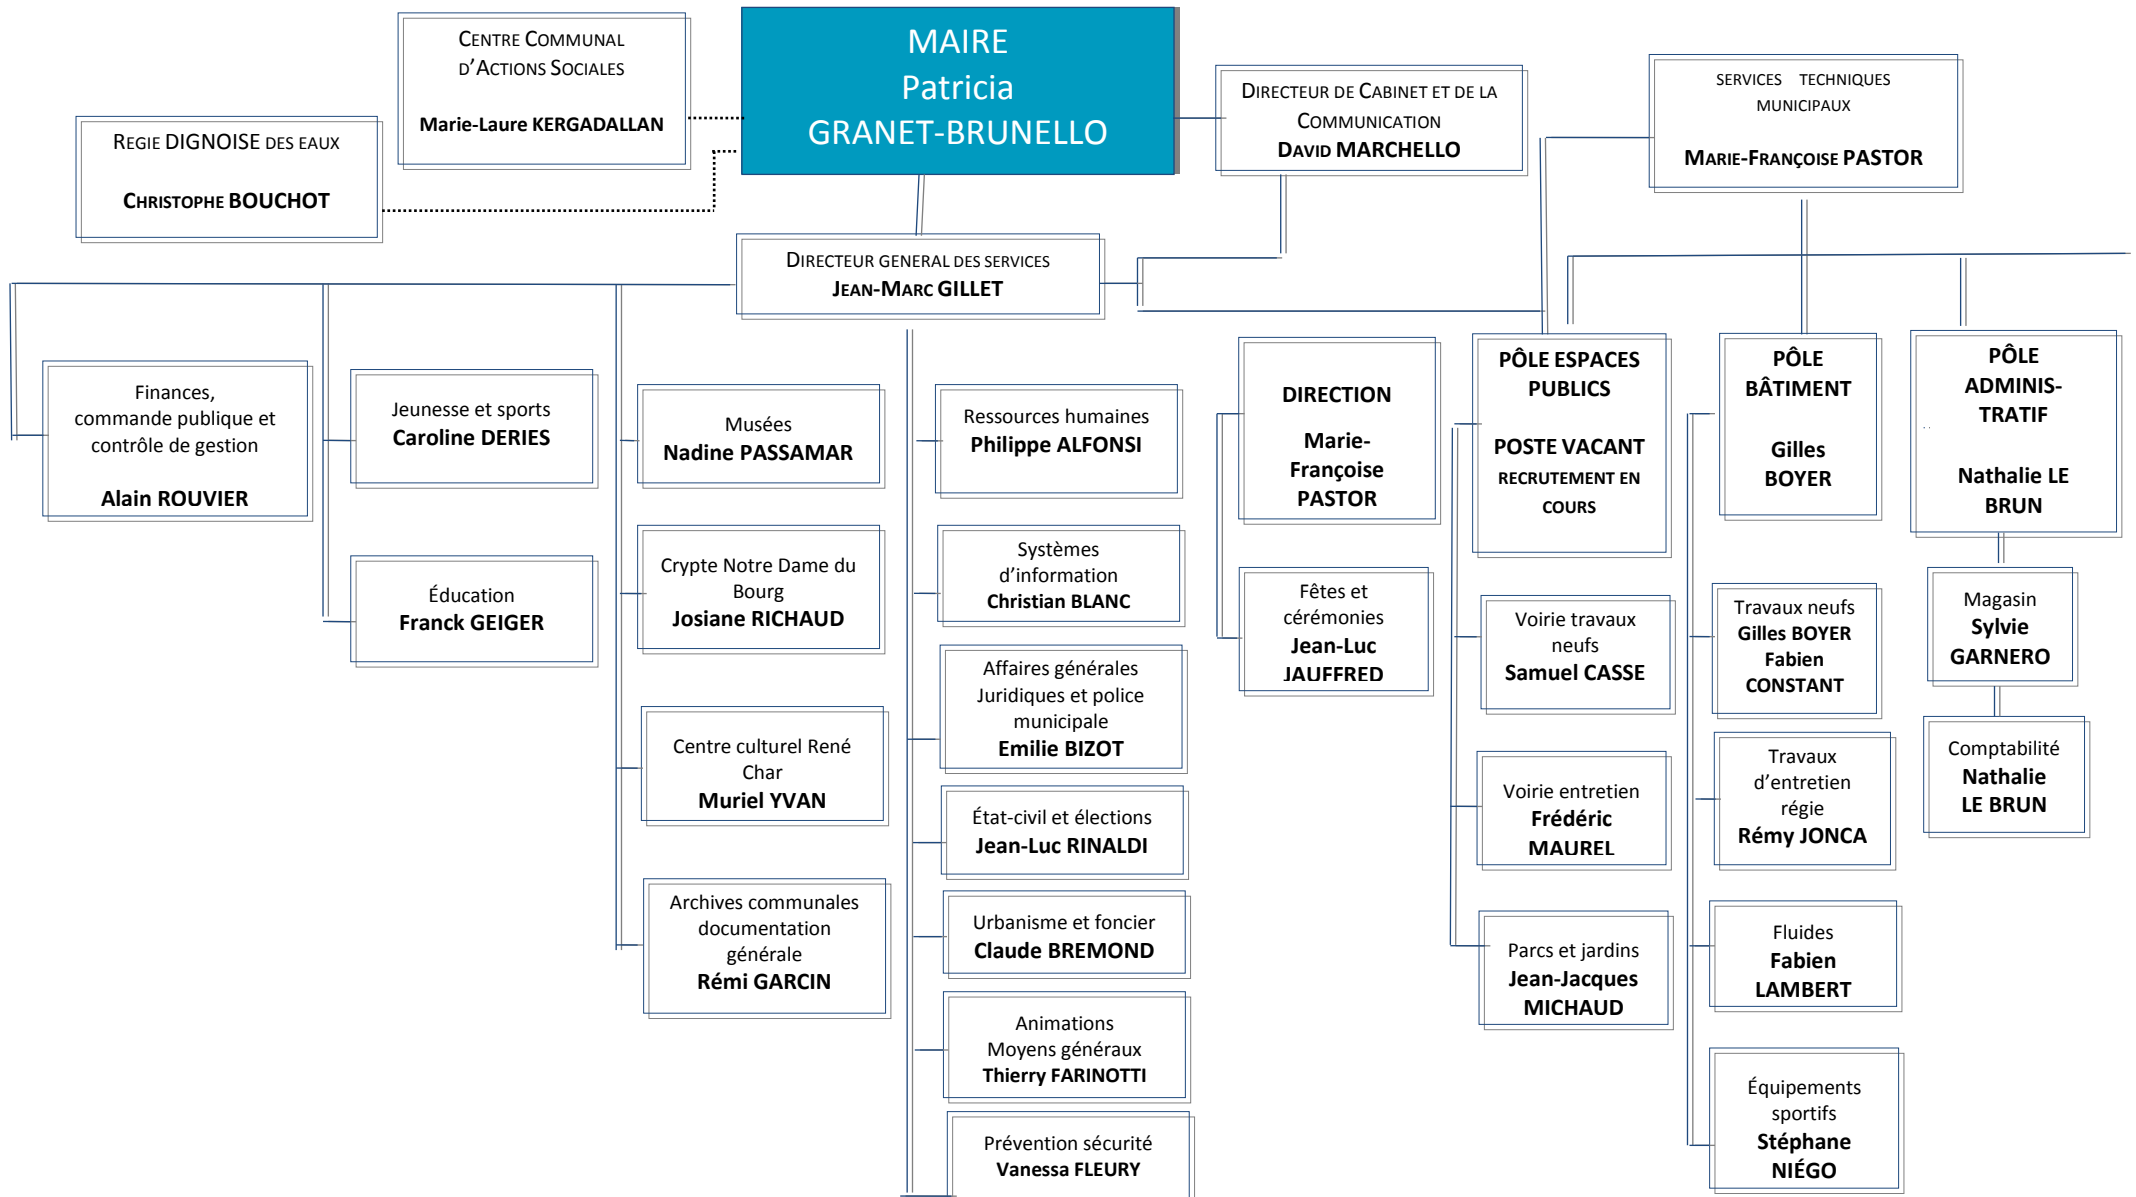 CENTRE COMMUNAL
D'ACTIONS SOCIALES
Marie-Laure KERGADALLAN
REGIE DIGNOISE DES EAUX
CHRISTOPHE BOUCHOT
MAIRE
Patricia
GRANET-BRUNELLO
DIRECTEUR DE CABINET ET DE LA
COMMUNICATION
DAVID MARCHELLO
SERVICES TECHNIQUES
MUNICIPAUX
MARIE-FRANÇOISE PASTOR
DIRECTEUR GENERAL DES SERVICES
JEAN-MARC GILLET
Finances,
commande publique et
contrôle de gestion
Alain ROUVIER
Jeunesse et sports
Caroline DERIES
Éducation
Franck GEIGER
Musées
Nadine PASSAMAR
Crypte Notre Dame du
Bourg
Josiane RICHAUD
Centre culturel René
Char
Muriel YVAN
Archives communales
documentation
générale
Rémi GARCIN
Ressources humaines
Philippe ALFONSI
Systèmes
d'information
Christian BLANC
Affaires générales
Juridiques et police
municipale
Emilie BIZOT
État-civil et élections
Jean-Luc RINALDI
Urbanisme et foncier
Claude BREMOND
Animations
Moyens généraux
Thierry FARINOTTI
Prévention sécurité
Vanessa FLEURY
DIRECTION
Marie-
Françoise
PASTOR
Fêtes et
cérémonies
Jean-Luc
JAUFFRED
PÔLE ESPACES
PUBLICS
POSTE VACANT
RECRUTEMENT EN
COURS
Voirie travaux
neufs
Samuel CASSE
Voirie entretien
Frédéric
MAUREL
Parcs et jardins
Jean-Jacques
MICHAUD
PÔLE
BÂTIMENT
Gilles
BOYER
Travaux neufs
Gilles BOYER
Fabien
CONSTANT
Travaux
d'entretien
régie
Rémy JONCA
Fluides
Fabien
LAMBERT
Équipements
sportifs
Stéphane
NIÉGO
PÔLE
ADMINIS-
TRATIF
Nathalie LE
BRUN
Magasin
Sylvie
GARNERO
Comptabilité
Nathalie
LE BRUN